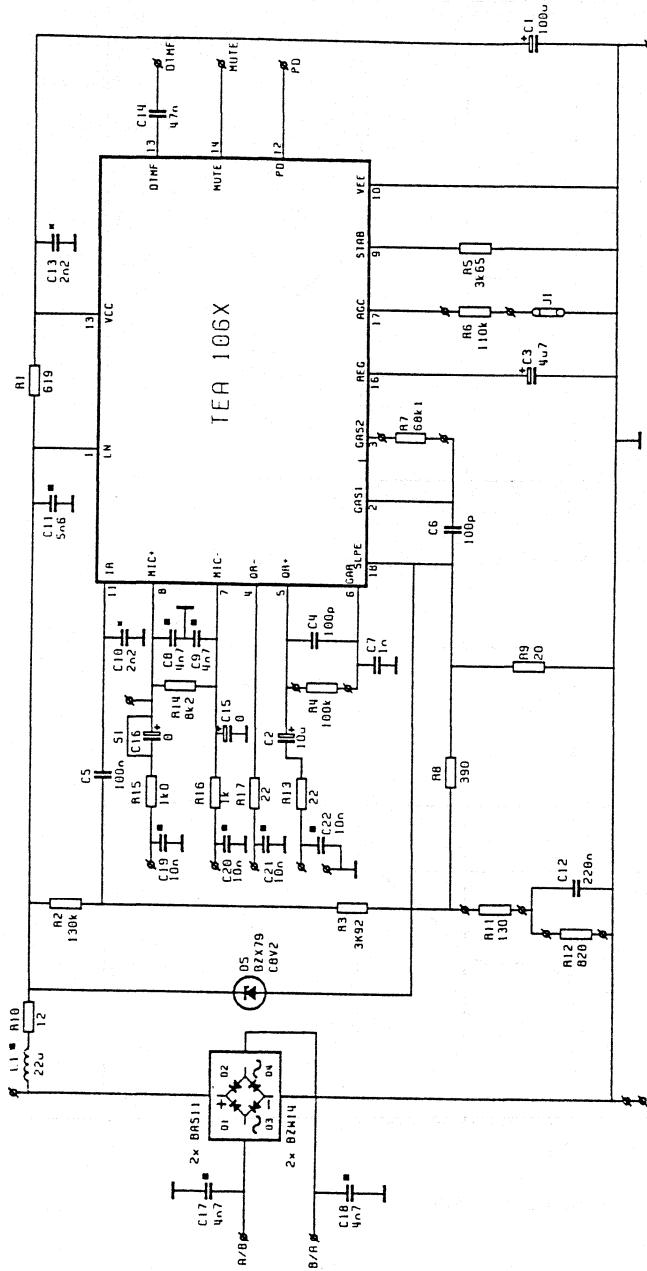 C1
100u
DTMF
MUTE
PD
C14
47n
13
14
12
DTMF
MUTE
PD
VEE
10
STAB
9
R5
3k65
AGC
17
R6
110k
J1
REG
16
C3
4u7
GAS2
3
R7
68k1
GAS1
2
C6
100p
SLPE
18
C13
2n2
13
VCC
R1
619
TEA 106X
1
LN
C11
5n6
IR
11
MIC+
8
MIC-
7
QR-
4
QR+
5
GAR
6
C10
2n2
C8
4n7
C9
4n7
C4
100p
C7
1n
S1
C16
0
R14
8k2
C15
0
C2
10u
R4
100k
R9
20
C5
100n
R15
1k0
R16
1k
R17
22
R13
22
R8
390
C19
10n
C20
10n
C21
10n
C22
10n
R2
130k
R3
3K92
R11
130
C12
220n
R12
820
D5
BZX79
C8V2
R10
12
L1
22u
2x BAS11
D1
D2
D3
D4
2x BZW14
C17
4n7
C18
4n7
A/B
B/A